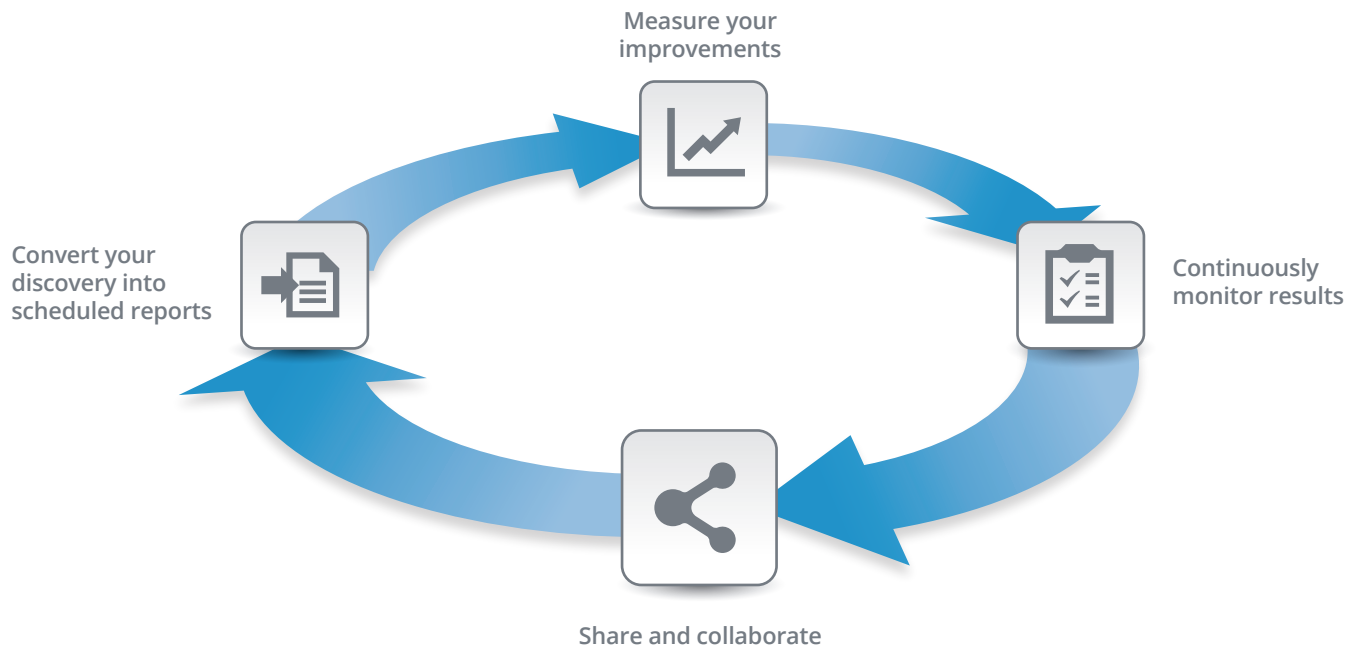 Measure your
improvements
Convert your
discovery into
scheduled reports
Continuously
monitor results
Share and collaborate